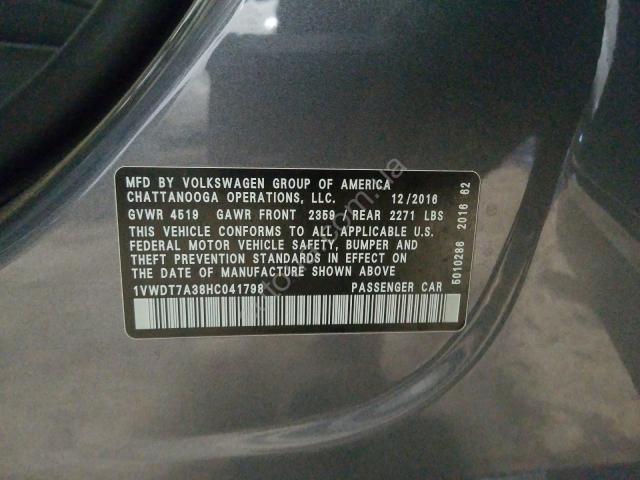 MFD BY VOLKSWAGEN GROUP OF AMERICA
CHATTANOOGA OPERATIONS, LLC. 12/2016
GVWR 4519 GAWR FRONT 2359 REAR 2271 LBS
THIS VEHICLE CONFORMS TO ALL APPLICABLE U.S.
FEDERAL MOTOR VEHICLE SAFETY, BUMPER AND
THEFT PREVENTION STANDARDS IN EFFECT ON
THE DATE OF MANUFACTURE SHOWN ABOVE
1VWDT7A38HC041798 PASSENGER CAR
5010286 2016 62